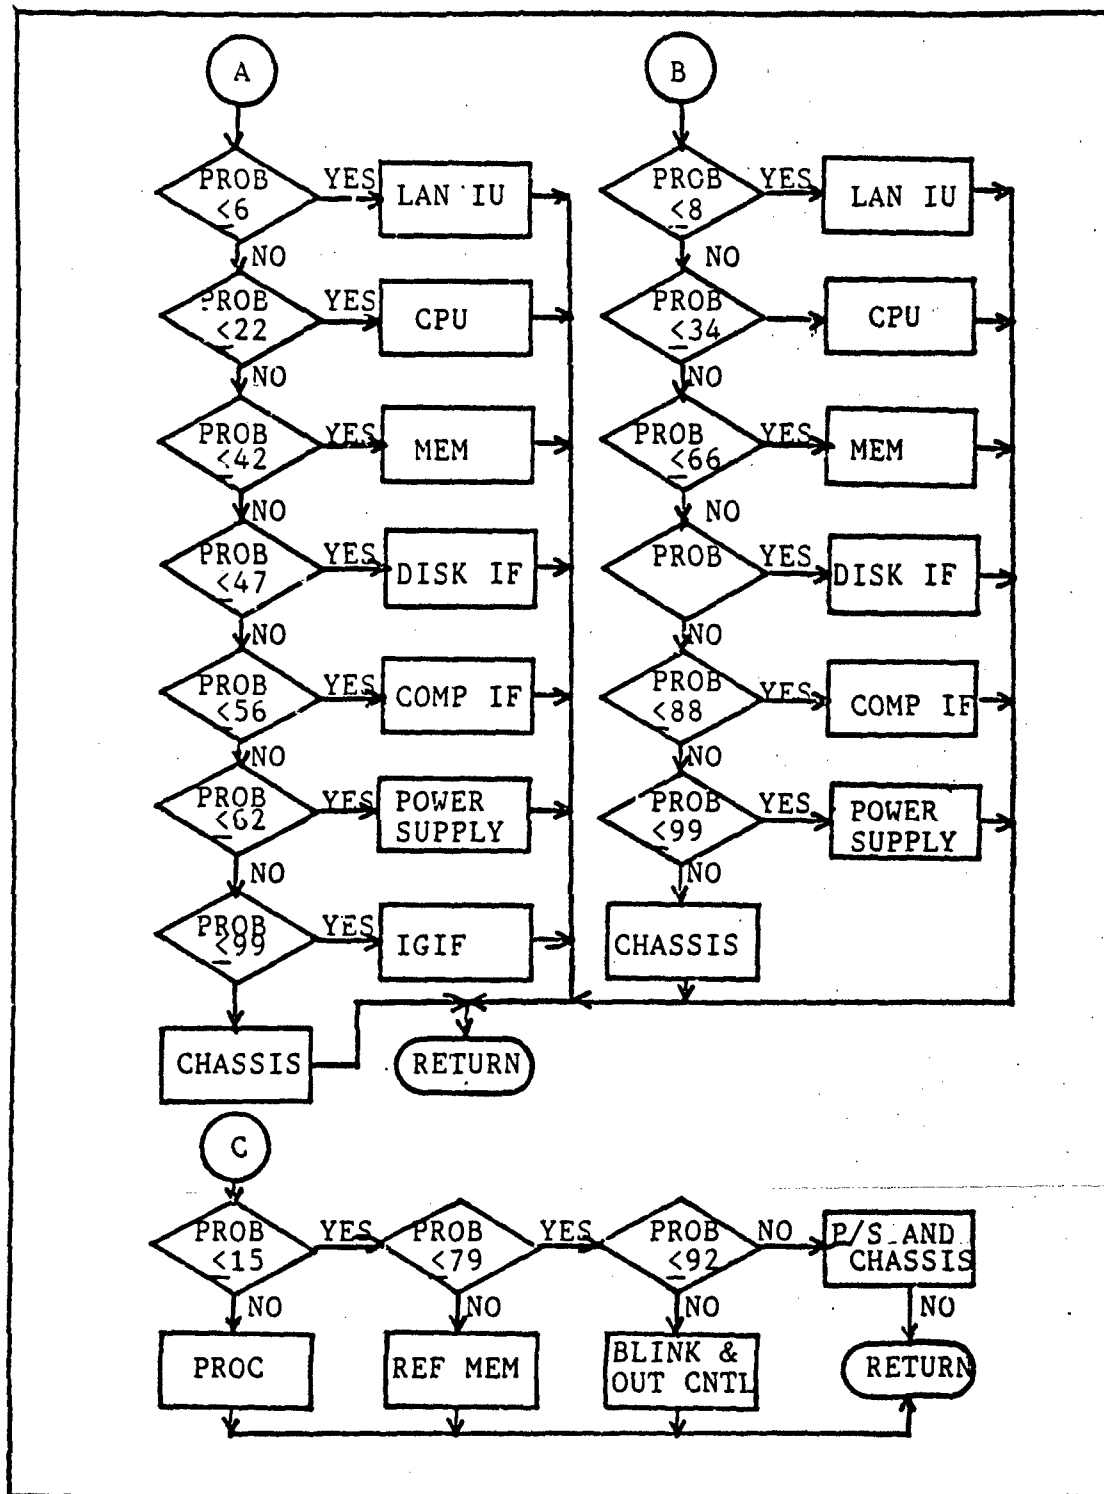 A
B
PROB
≤6
YES
LAN IU
PROB
≤8
YES
LAN IU
NO
NO
PROB
≤22
YES
CPU
PROB
≤34
CPU
NO
NO
PROB
≤42
YES
MEM
PROB
≤66
YES
MEM
NO
NO
PROB
≤47
YES
DISK IF
PROB
YES
DISK IF
NO
NO
PROB
≤56
YES
COMP IF
PROB
≤88
YES
COMP IF
NO
NO
PROB
≤62
YES
POWER
SUPPLY
PROB
≤99
YES
POWER
SUPPLY
NO
NO
PROB
≤99
YES
IGIF
CHASSIS
CHASSIS
RETURN
C
PROB
≤15
YES
PROB
≤79
YES
PROB
≤92
NO
P/S AND
CHASSIS
NO
NO
NO
NO
PROC
REF MEM
BLINK &
OUT CNTL
RETURN